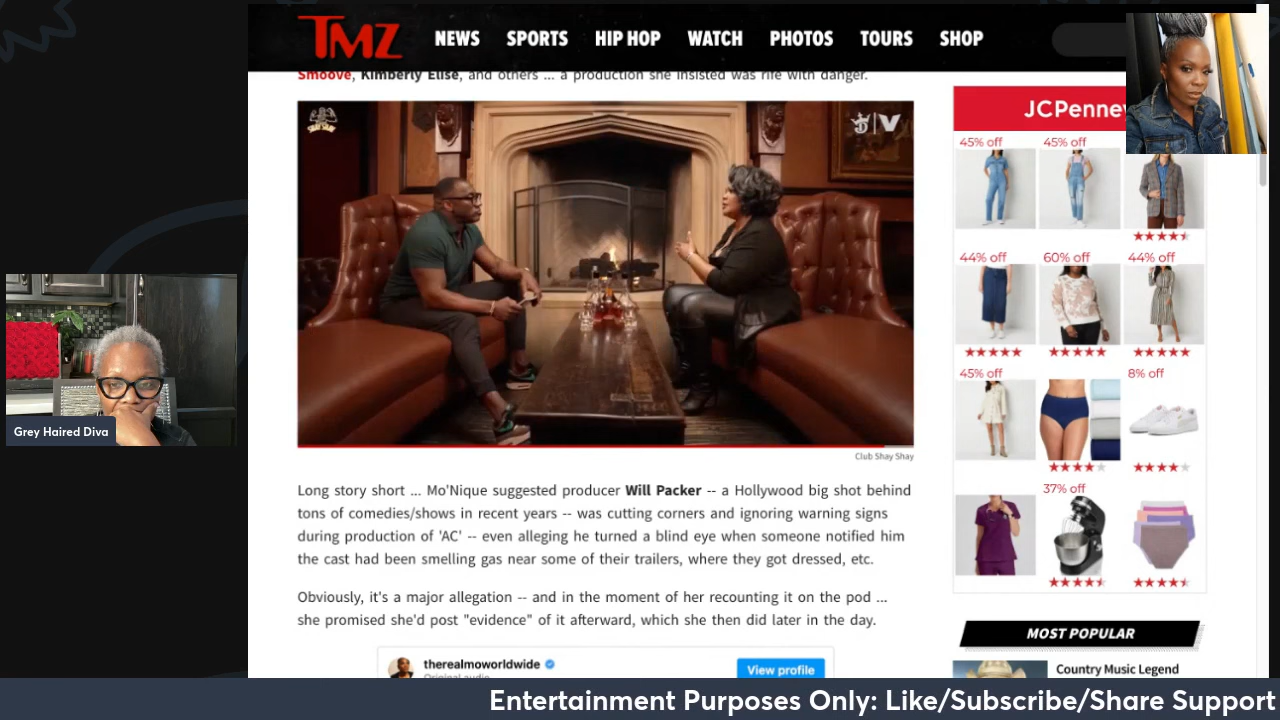 TMZ
NEWS SPORTS HIP HOP WATCH PHOTOS TOURS SHOP
Smoove, Kimberly Elise, and others ... a production she insisted was rife with danger.
SHAY SHAY
V
Club Shay Shay
Long story short ... Mo'Nique suggested producer Will Packer -- a Hollywood big shot behind
tons of comedies/shows in recent years -- was cutting corners and ignoring warning signs
during production of 'AC' -- even alleging he turned a blind eye when someone notified him
the cast had been smelling gas near some of their trailers, where they got dressed, etc.
Obviously, it's a major allegation -- and in the moment of her recounting it on the pod ...
she promised she'd post "evidence" of it afterward, which she then did later in the day.
therealmoworldwide
Original audio
View profile
JCPenney
45% off
45% off
44% off
60% off
44% off
45% off
8% off
37% off
MOST POPULAR
Country Music Legend
Grey Haired Diva
Entertainment Purposes Only: Like/Subscribe/Share Support